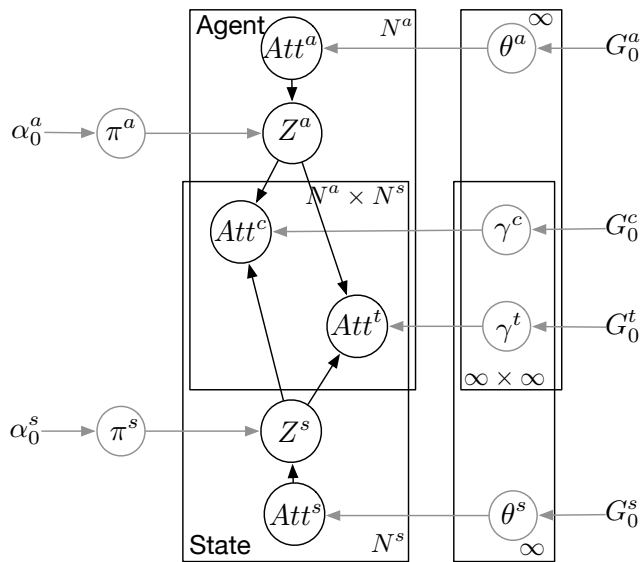 Agent
Att^a
N^a
θ^a
∞
G_0^a
α_0^a
π^a
Z^a
N^a × N^s
Att^c
γ^c
G_0^c
Att^t
γ^t
G_0^t
∞ × ∞
α_0^s
π^s
Z^s
Att^s
θ^s
G_0^s
State
N^s
∞